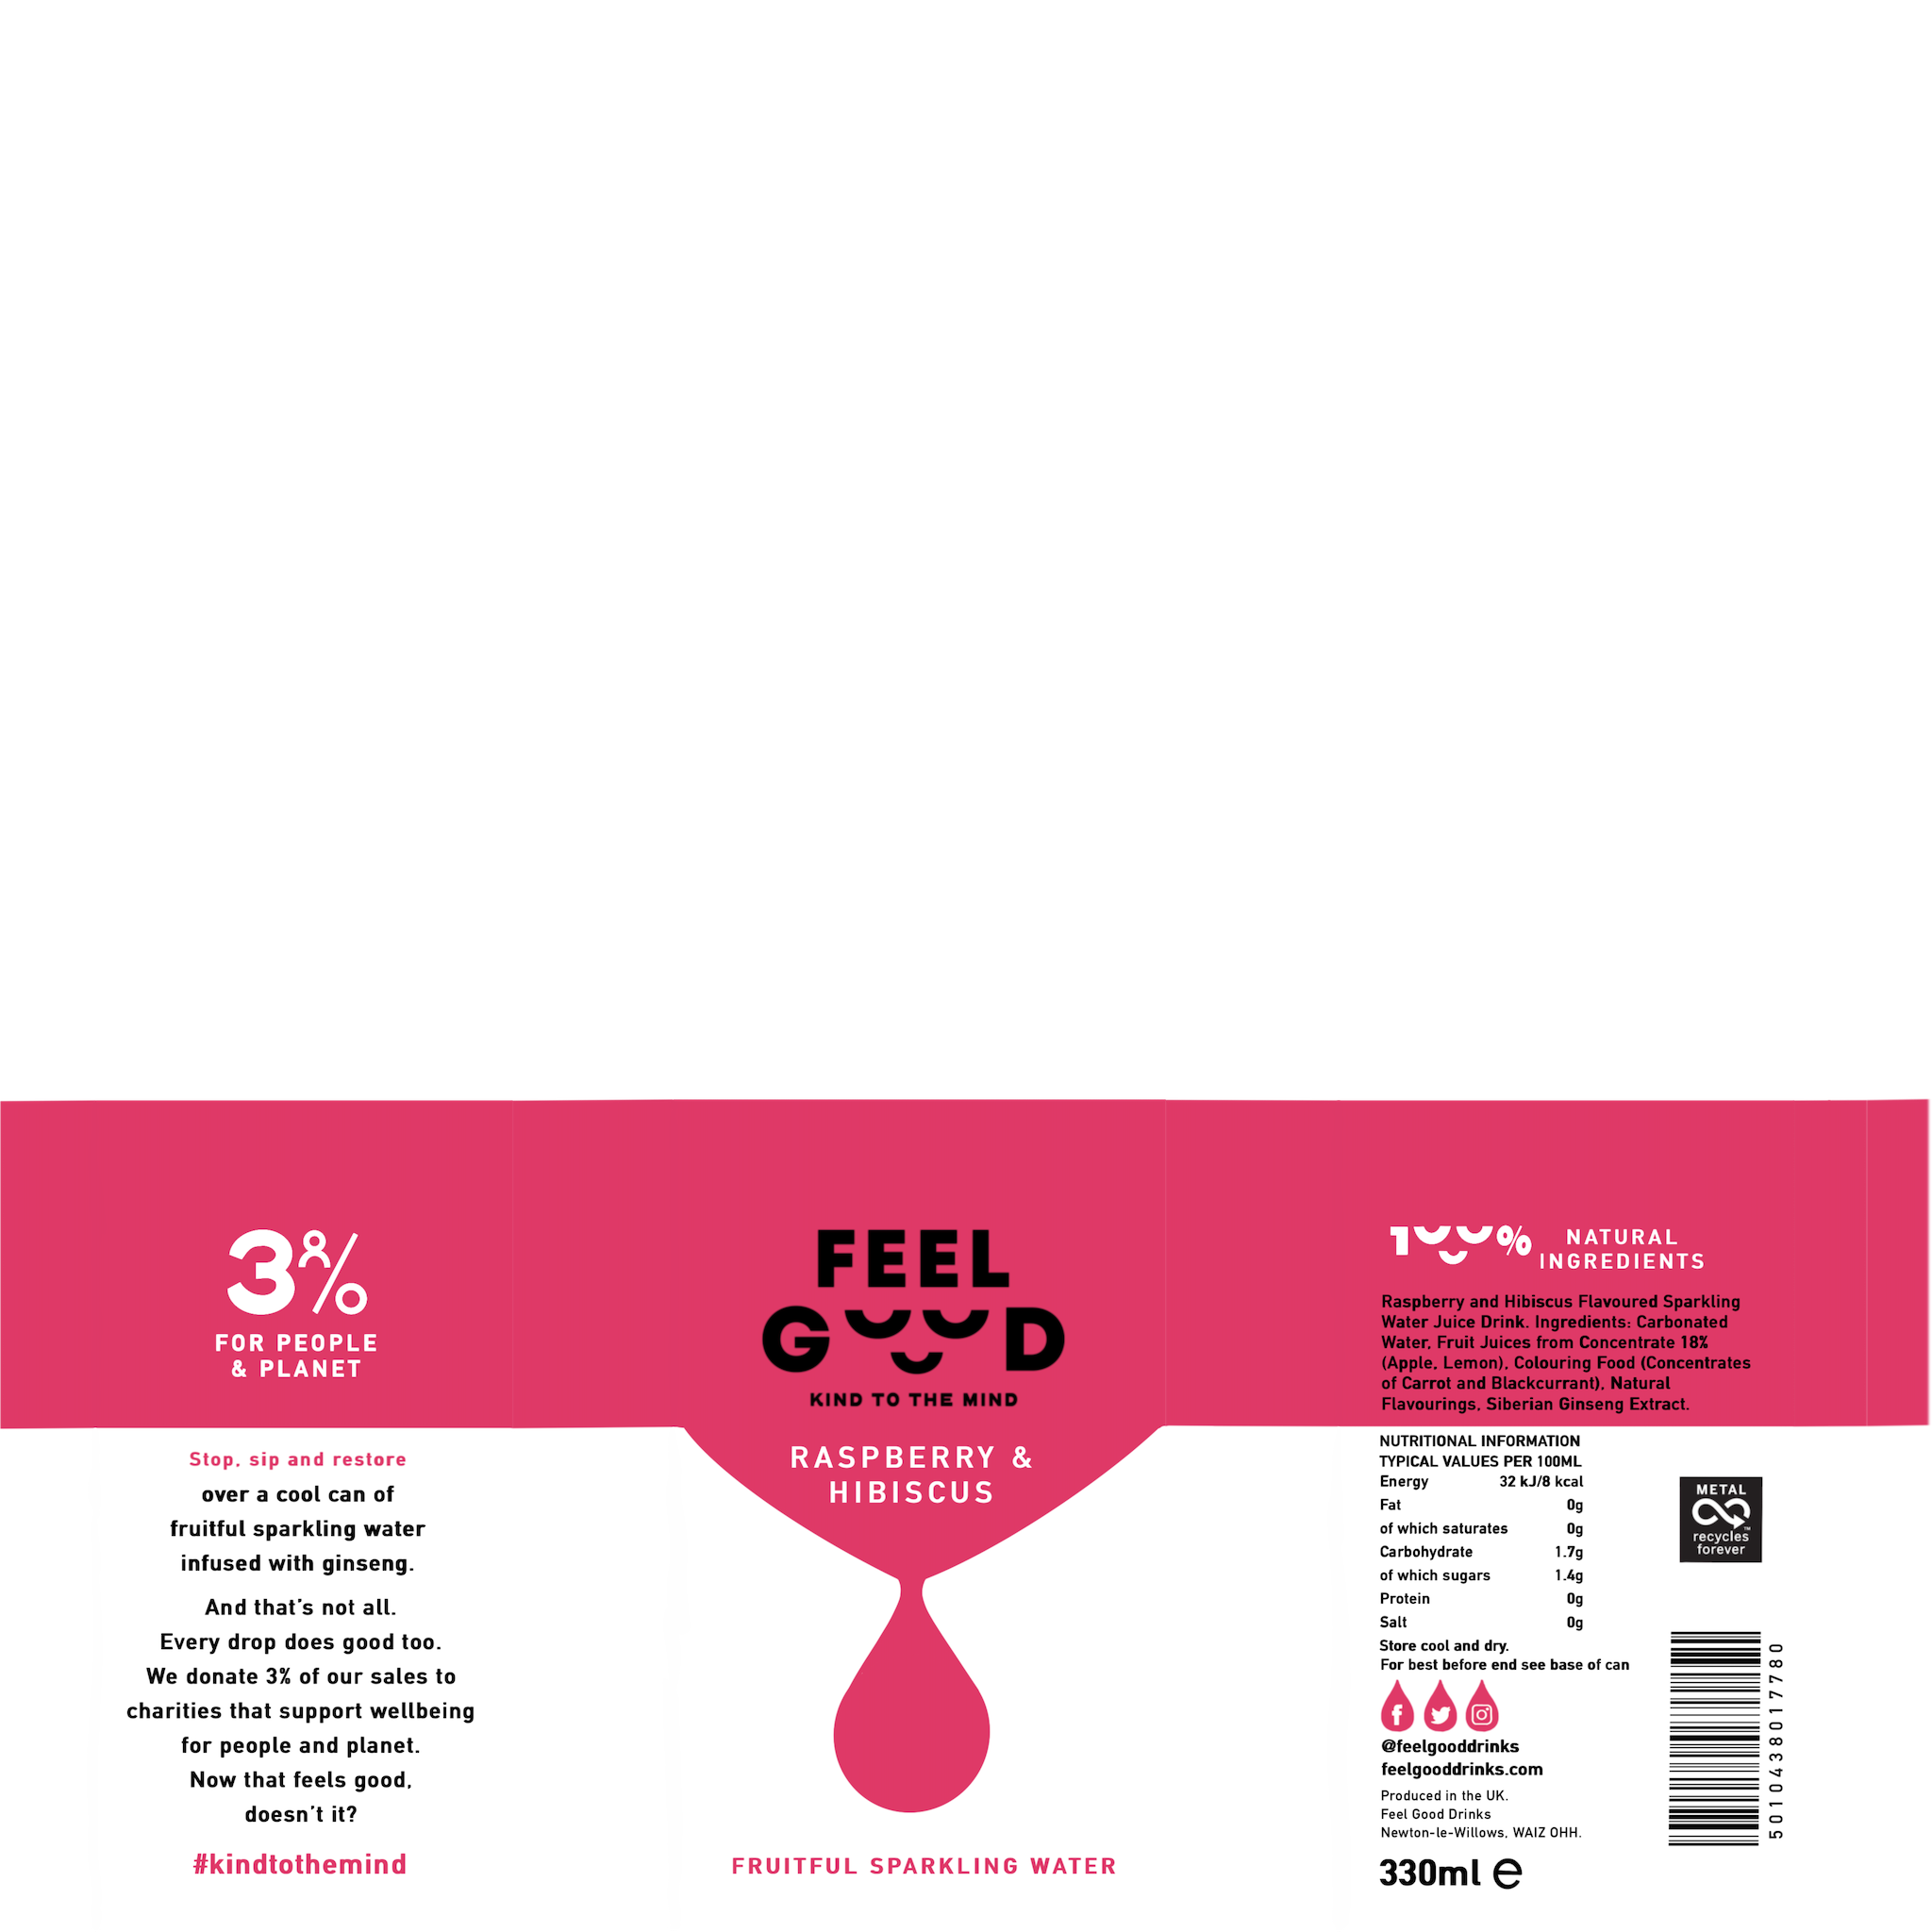 3%
FOR PEOPLE
& PLANET
Stop, sip and restore
over a cool can of
fruitful sparkling water
infused with ginseng.
And that's not all.
Every drop does good too.
We donate 3% of our sales to
charities that support wellbeing
for people and planet.
Now that feels good,
doesn't it?
#kindtothemind
FEEL
GOOD
KIND TO THE MIND
RASPBERRY &
HIBISCUS
FRUITFUL SPARKLING WATER
100% NATURAL
INGREDIENTS
Raspberry and Hibiscus Flavoured Sparkling
Water Juice Drink. Ingredients: Carbonated
Water, Fruit Juices from Concentrate 18%
(Apple, Lemon), Colouring Food (Concentrates
of Carrot and Blackcurrant), Natural
Flavourings, Siberian Ginseng Extract.
NUTRITIONAL INFORMATION
TYPICAL VALUES PER 100ML
Energy 32 kJ/8 kcal
Fat 0g
of which saturates 0g
Carbohydrate 1.7g
of which sugars 1.4g
Protein 0g
Salt 0g
Store cool and dry.
For best before end see base of can
@feelgooddrinks
feelgooddrinks.com
Produced in the UK.
Feel Good Drinks
Newton-le-Willows, WAIZ OHH.
330ml e
METAL
recycles
forever™
5010438017780